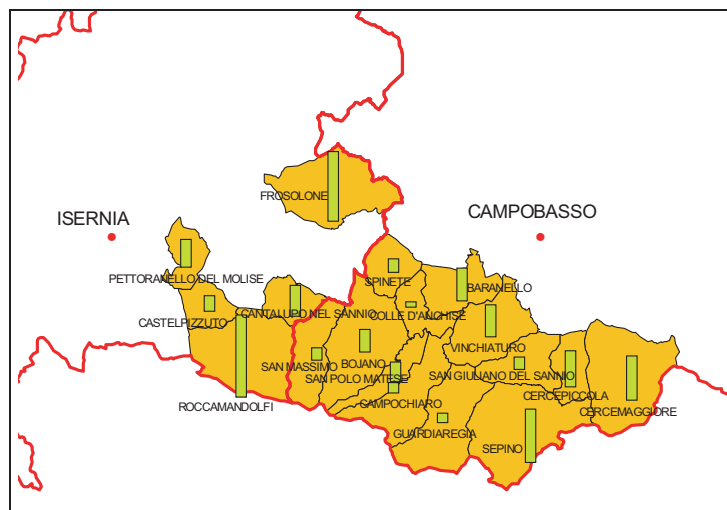 FROSOLONE
ISERNIA
CAMPOBASSO
PETTORANELLO DEL MOLISE
SPINETE
BARANELLO
CASTELPIZZUTO
CANTALUPO NEL SANNIO
COLLE D'ANCHISE
VINCHIATURO
BOJANO
SAN MASSIMO
SAN POLO MATESE
SAN GIULIANO DEL SANNIO
CERCEPICCOLA
ROCCAMANDOLFI
CAMPOCHIARO
CERCEMAGGIORE
GUARDIAREGIA
SEPINO